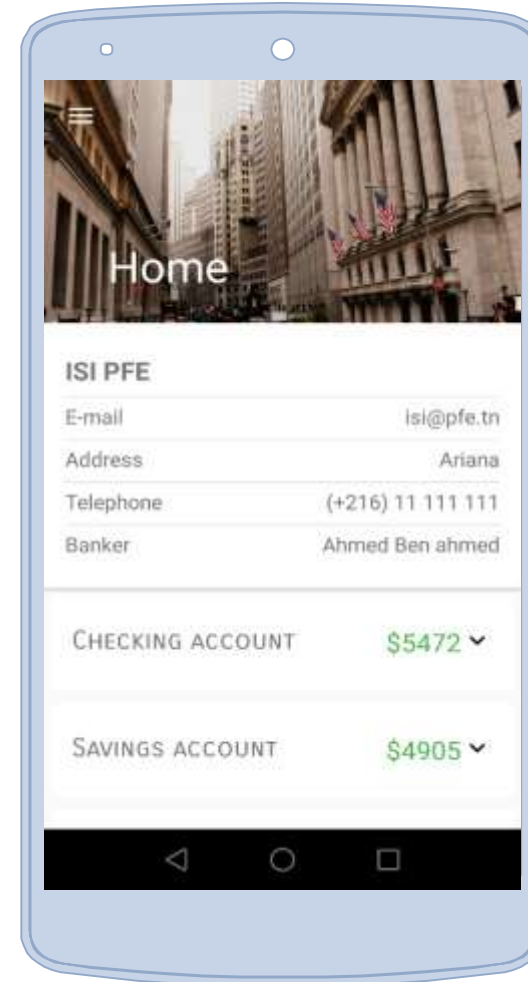 Home
ISI PFE
E-mail isi@pfe.tn
Address Ariana
Telephone (+216) 11 111 111
Banker Ahmed Ben ahmed
CHECKING ACCOUNT $5472
SAVINGS ACCOUNT $4905